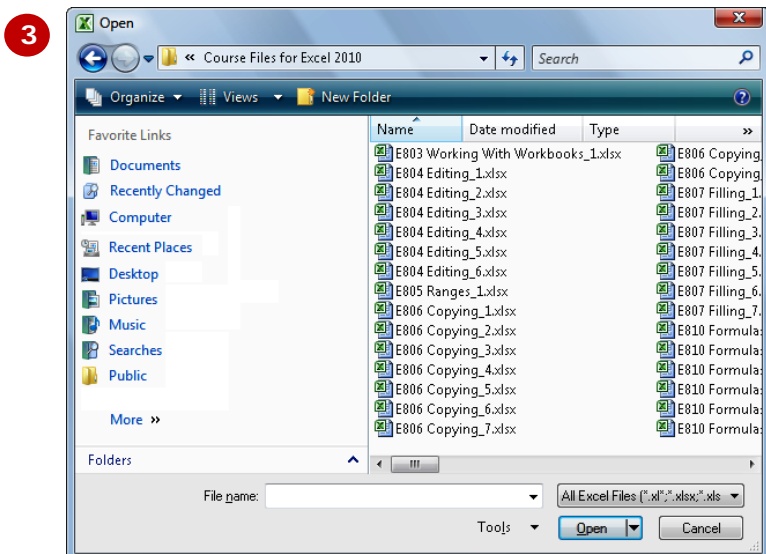 3
Open
« Course Files for Excel 2010
Search
Organize Views New Folder
Favorite Links
Documents
Recently Changed
Computer
Recent Places
Desktop
Pictures
Music
Searches
Public
More »
Folders
Name Date modified Type »
E803 Working With Workbooks_1.xlsx
E804 Editing_1.xlsx
E804 Editing_2.xlsx
E804 Editing_3.xlsx
E804 Editing_4.xlsx
E804 Editing_5.xlsx
E804 Editing_6.xlsx
E805 Ranges_1.xlsx
E806 Copying_1.xlsx
E806 Copying_2.xlsx
E806 Copying_3.xlsx
E806 Copying_4.xlsx
E806 Copying_5.xlsx
E806 Copying_6.xlsx
E806 Copying_7.xlsx
E806 Copying_
E806 Copying_
E807 Filling_1.
E807 Filling_2.
E807 Filling_3.
E807 Filling_4.
E807 Filling_5.
E807 Filling_6.
E807 Filling_7.
E810 Formula
E810 Formula
E810 Formula
E810 Formula
E810 Formula
E810 Formula
File name:
All Excel Files (*.xl*;*.xlsx;*.xls
Tools
Open
Cancel